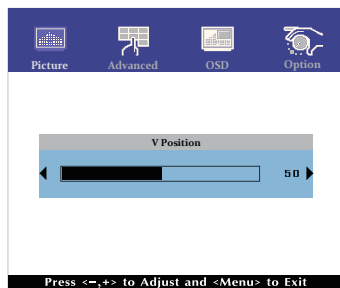 Picture Advanced OSD Option
V Position
50
Press <–,+> to Adjust and <Menu> to Exit